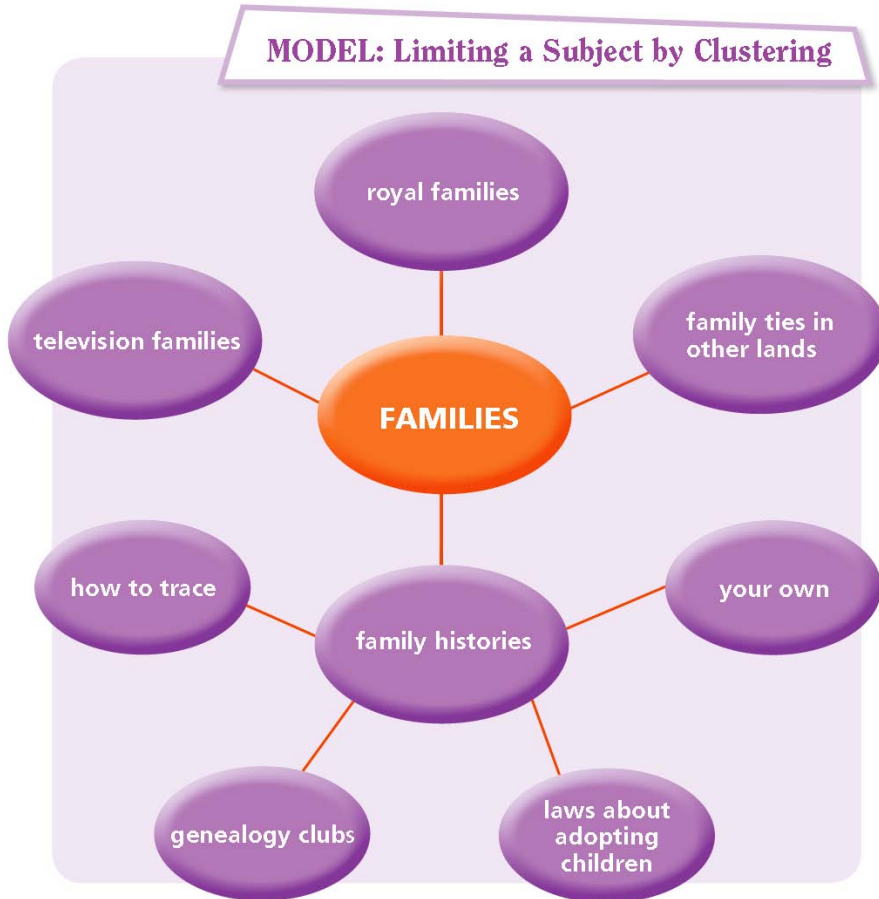 MODEL: Limiting a Subject by Clustering
royal families
television families
family ties in
other lands
FAMILIES
how to trace
family histories
your own
genealogy clubs
laws about
adopting
children